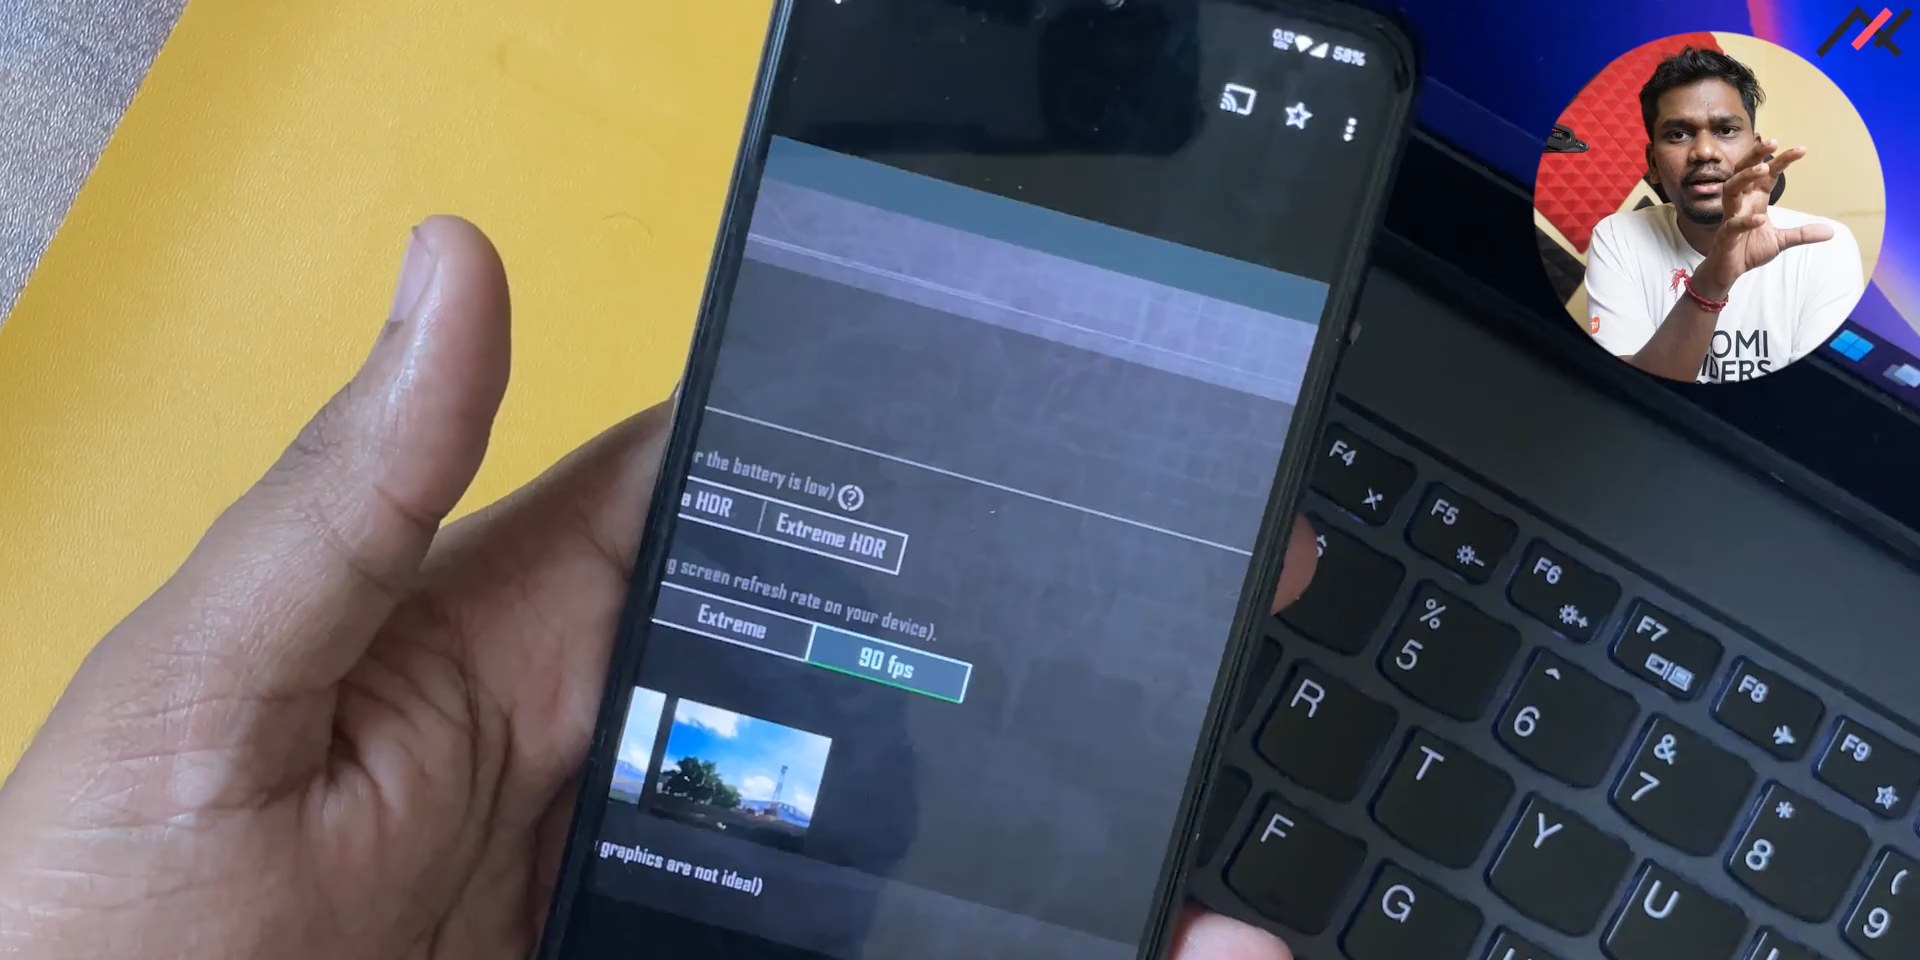 58%
r the battery is low) ?
a HDR
Extreme HDR
g screen refresh rate on your device).
Extreme
90 fps
graphics are not ideal)
OMI
DERS
F4
F5
F6
F7
F8
F9
%
5
^
6
&
7
*
8
(
9
R
T
Y
U
F
G